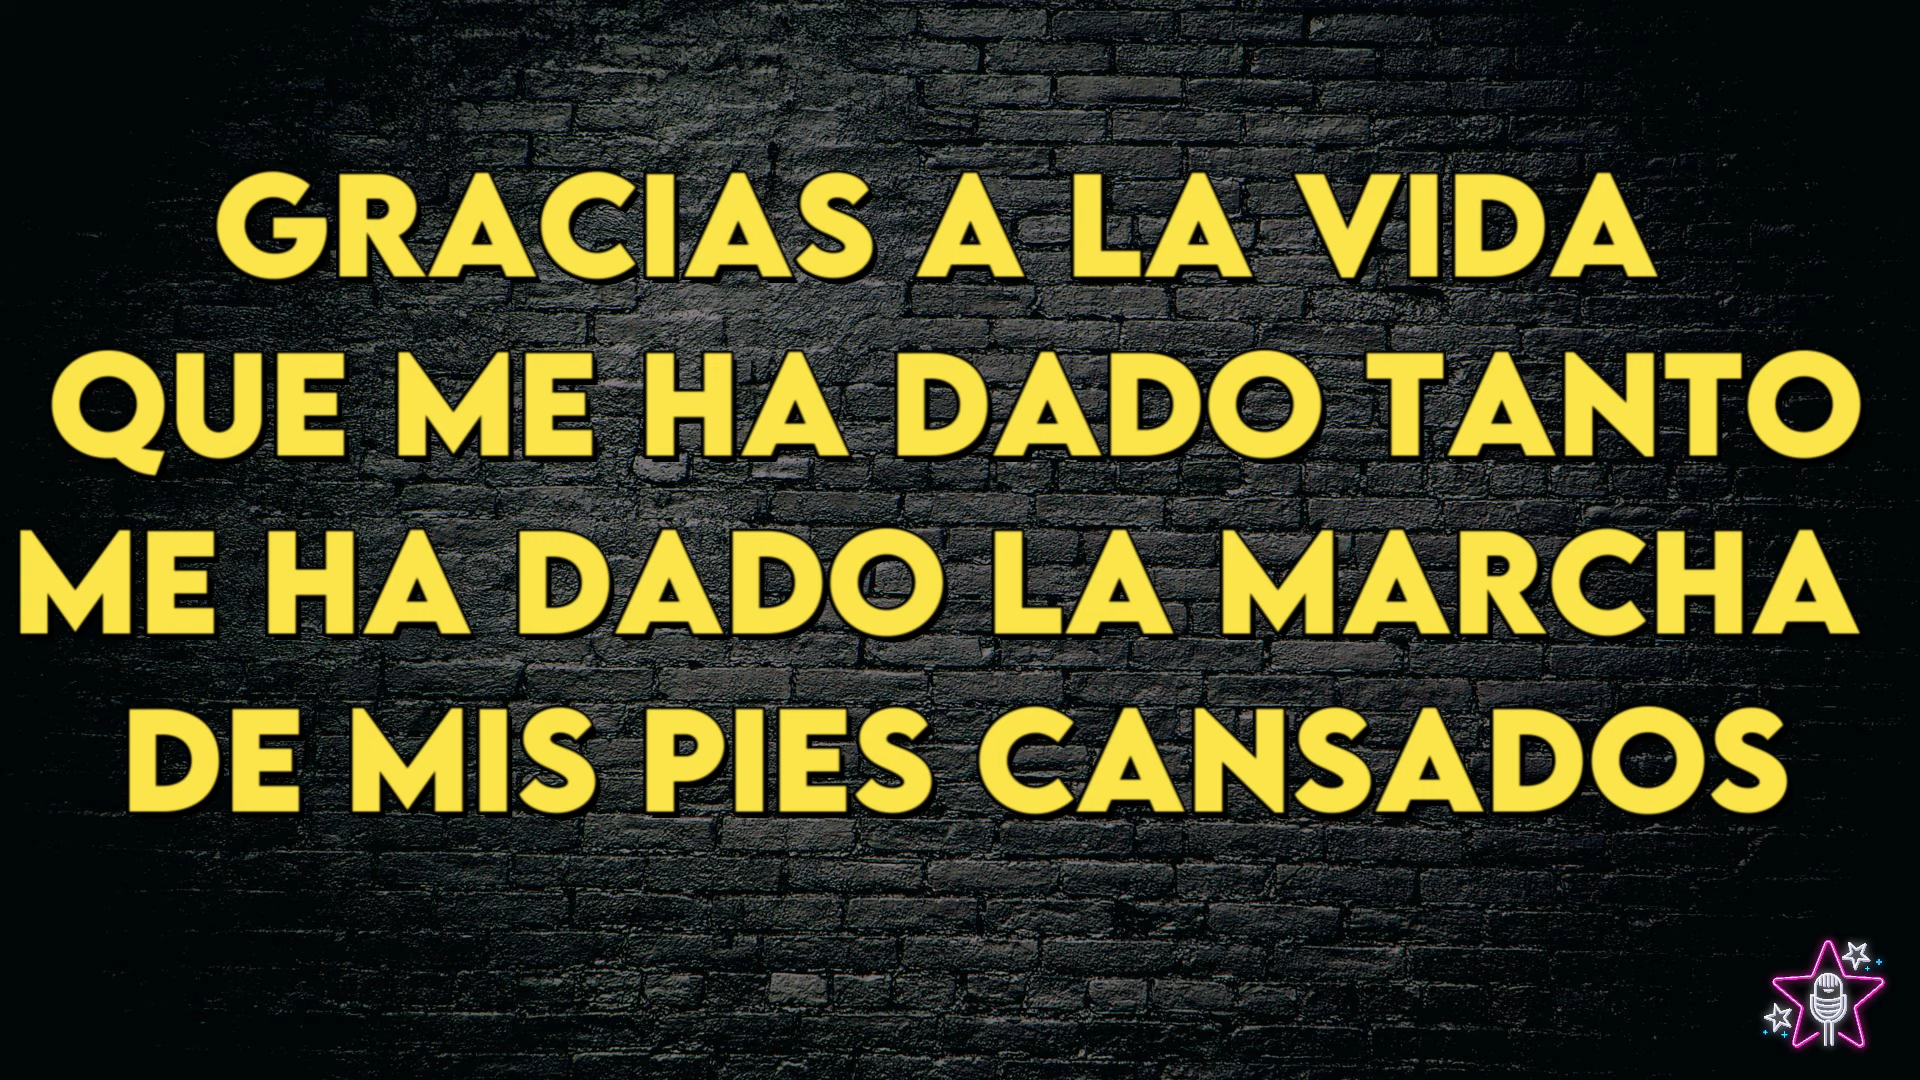 GRACIAS A LA VIDA
QUE ME HA DADO TANTO
ME HA DADO LA MARCHA
DE MIS PIES CANSADOS